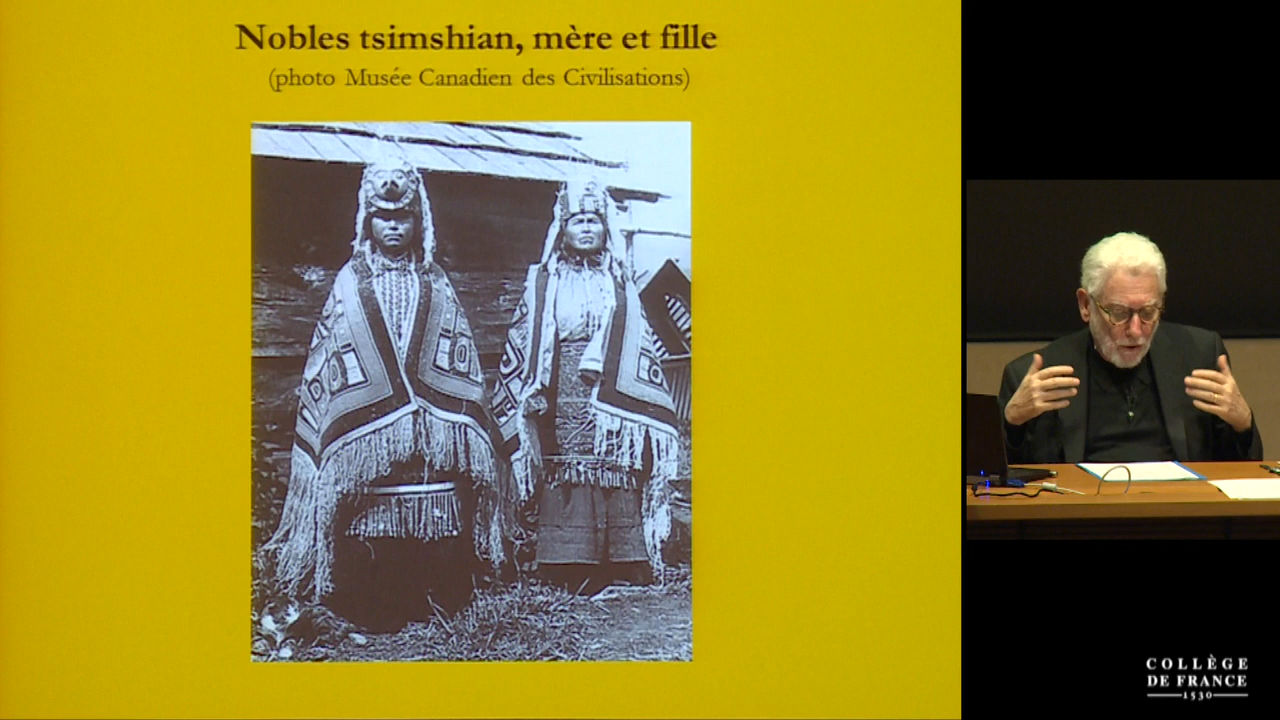 Nobles tsimshian, mère et fille
(photo Musée Canadien des Civilisations)
COLLÈGE
DE FRANCE
1530